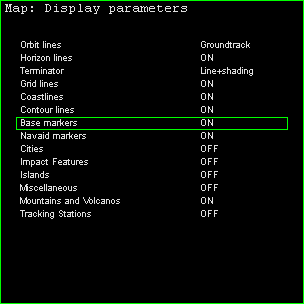 Map: Display parameters
Orbit lines Groundtrack
Horizon lines ON
Terminator Line+shading
Grid lines ON
Coastlines ON
Contour lines ON
Base markers ON
Navaid markers ON
Cities OFF
Impact Features OFF
Islands OFF
Miscellaneous OFF
Mountains and Volcanos ON
Tracking Stations OFF